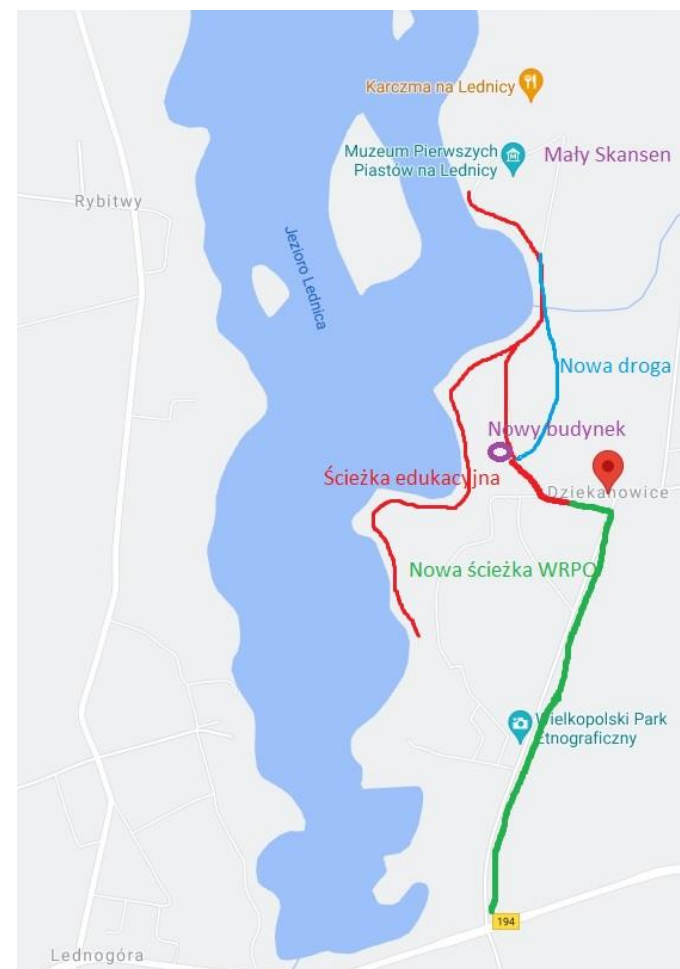 Karczma na Lednicy
Muzeum Pierwszych
Piastów na Lednicy
Mały Skansen
Rybitwy
Jezioro Lednica
Nowa droga
Nowy budynek
Ścieżka edukacyjna
Dziekanowice
Nowa ścieżka WRPO
Wielkopolski Park
Etnograficzny
194
Lednogóra